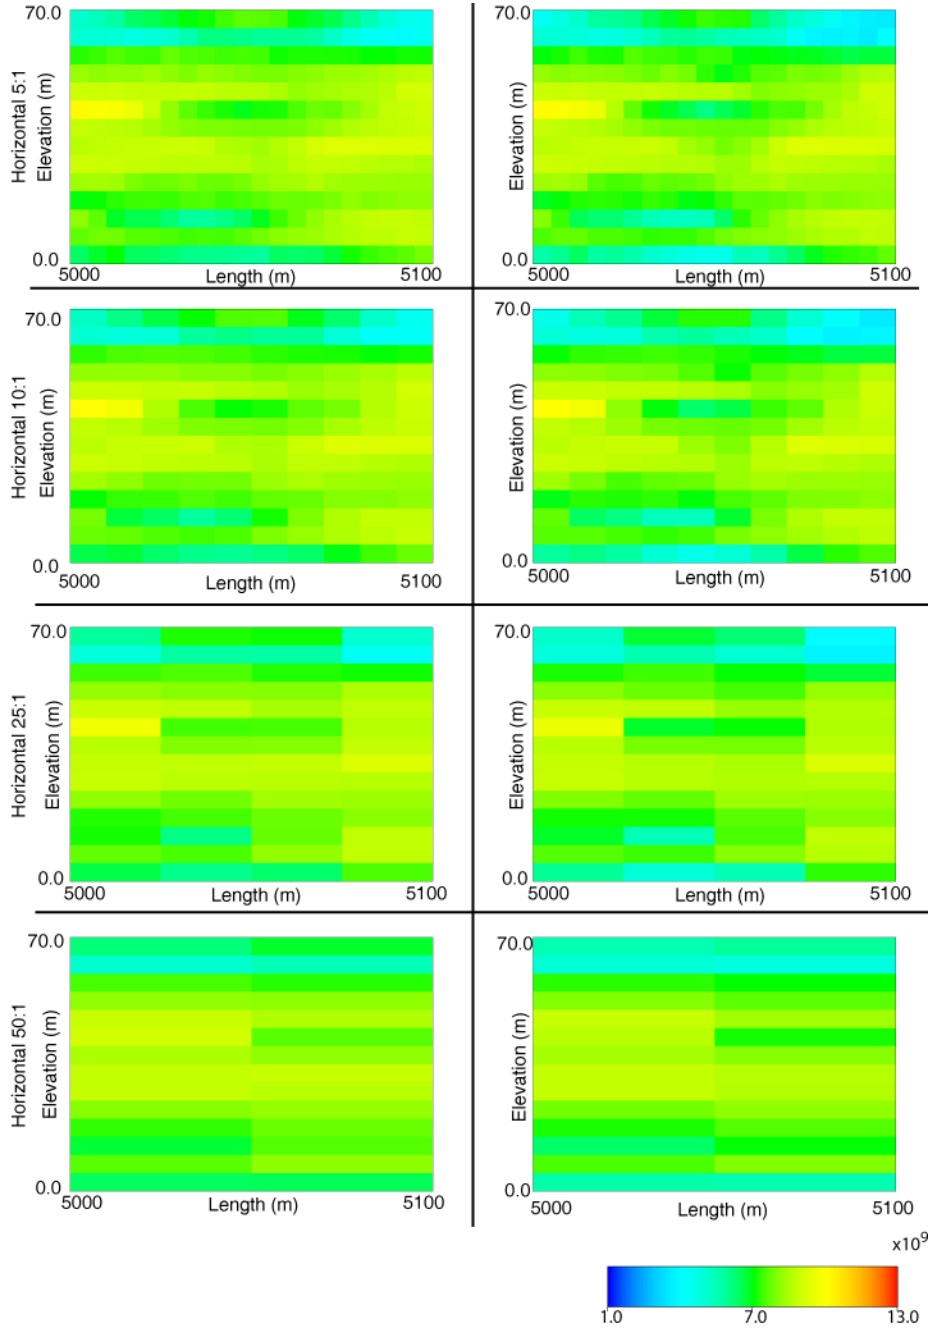 70.0
70.0
Horizontal 5:1
Elevation (m)
Elevation (m)
0.0
0.0
5000
Length (m)
5100
5000
Length (m)
5100
70.0
70.0
Horizontal 10:1
Elevation (m)
Elevation (m)
0.0
0.0
5000
Length (m)
5100
5000
Length (m)
5100
70.0
70.0
Horizontal 25:1
Elevation (m)
Elevation (m)
0.0
0.0
5000
Length (m)
5100
5000
Length (m)
5100
70.0
70.0
Horizontal 50:1
Elevation (m)
Elevation (m)
0.0
0.0
5000
Length (m)
5100
5000
Length (m)
5100
x10⁹
1.0
7.0
13.0